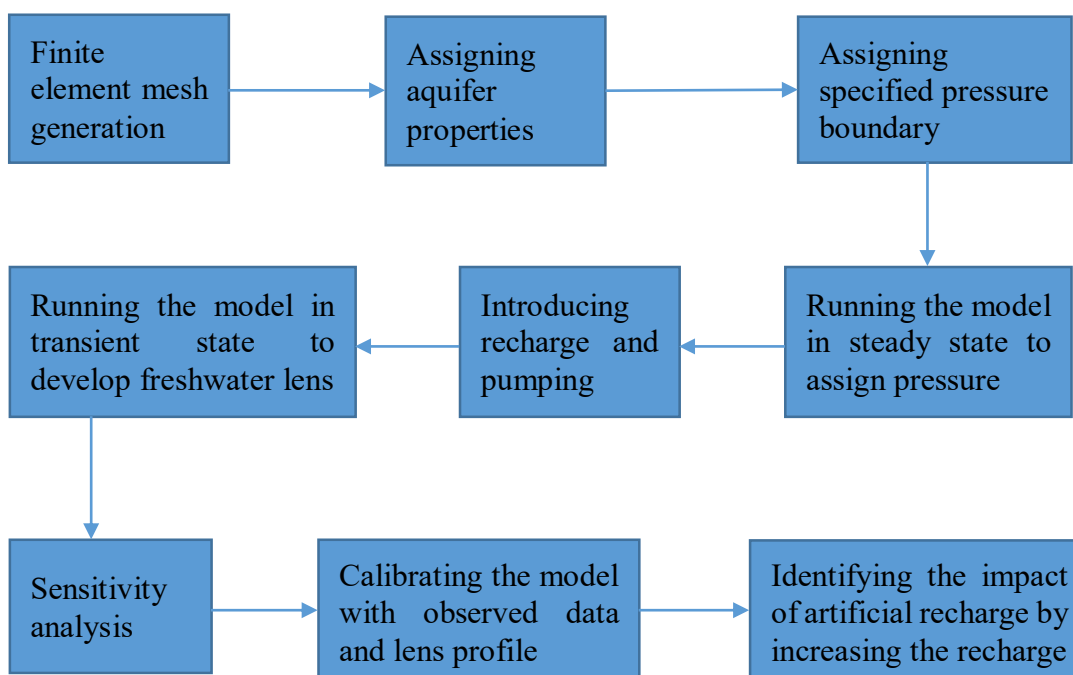 Finite
element mesh
generation
Assigning
aquifer
properties
Assigning
specified pressure
boundary
Running the model
in steady state to
assign pressure
Introducing
recharge and
pumping
Running the model in
transient state to
develop freshwater lens
Sensitivity
analysis
Calibrating the model
with observed data
and lens profile
Identifying the impact
of artificial recharge by
increasing the recharge